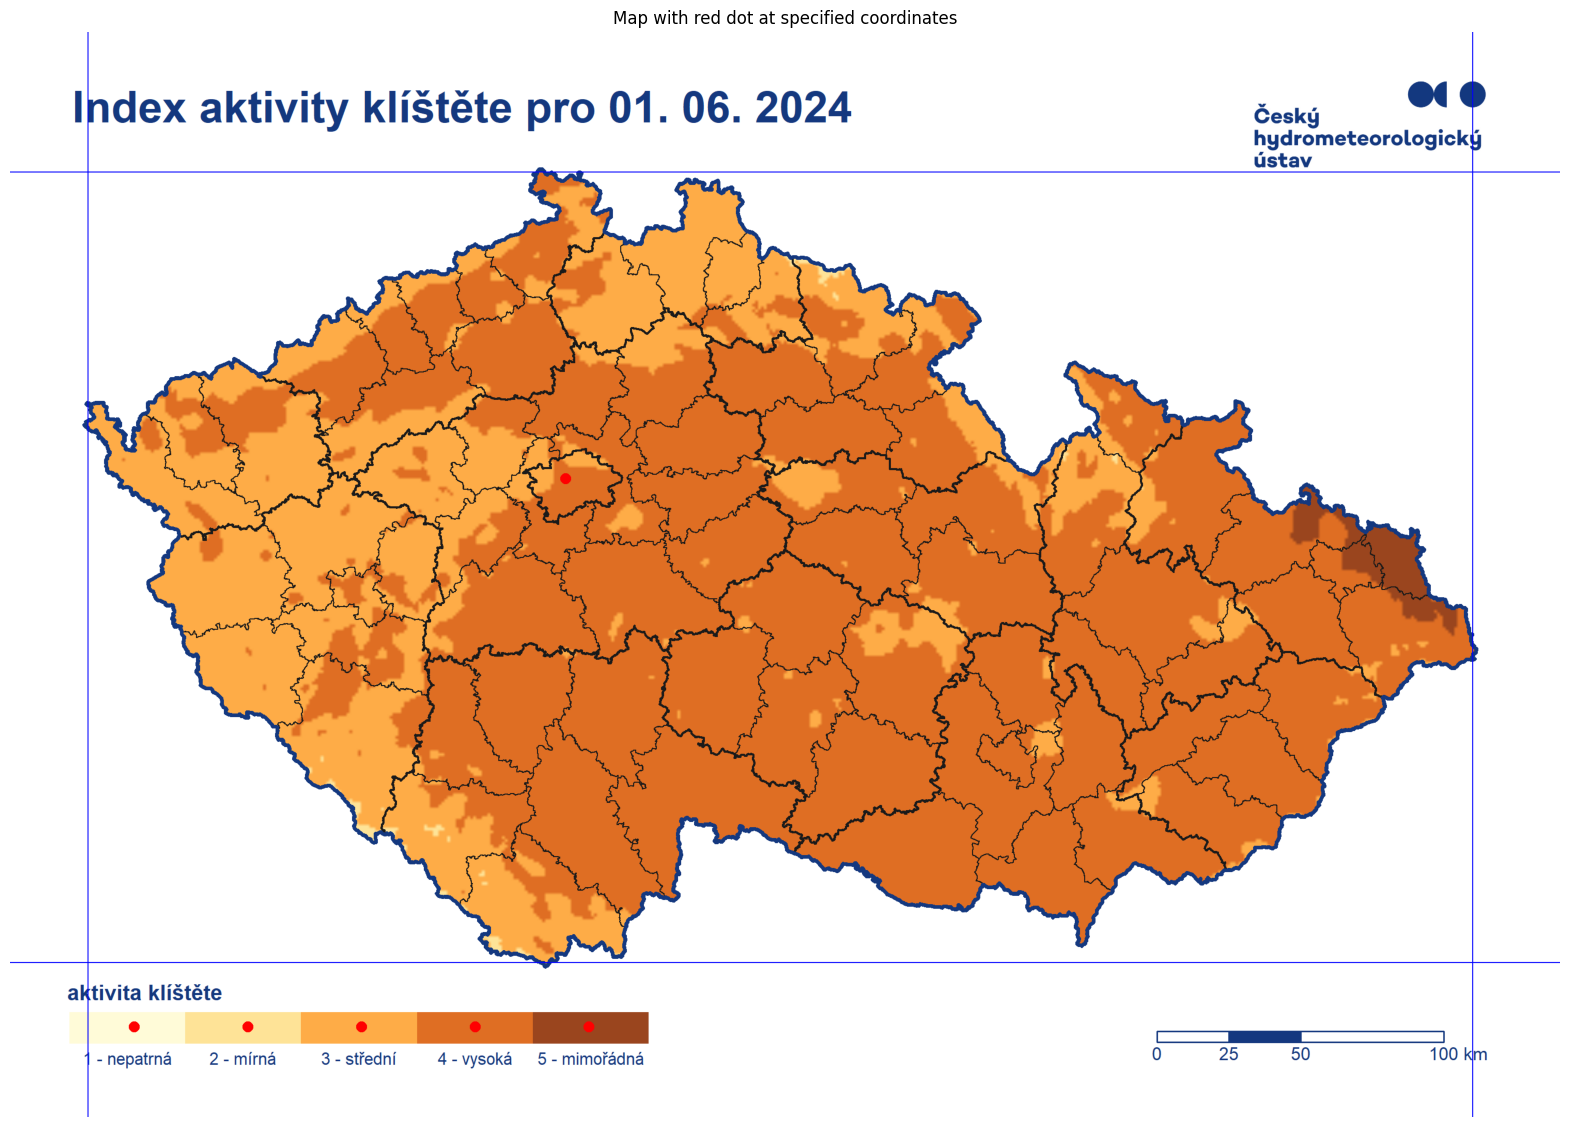 Map with red dot at specified coordinates
Index aktivity klíštěte pro 01. 06. 2024
Český
hydrometeorologický
ústav
aktivita klíštěte
1 - nepatrná 2 - mírná 3 - střední 4 - vysoká 5 - mimořádná
0 25 50 100 km